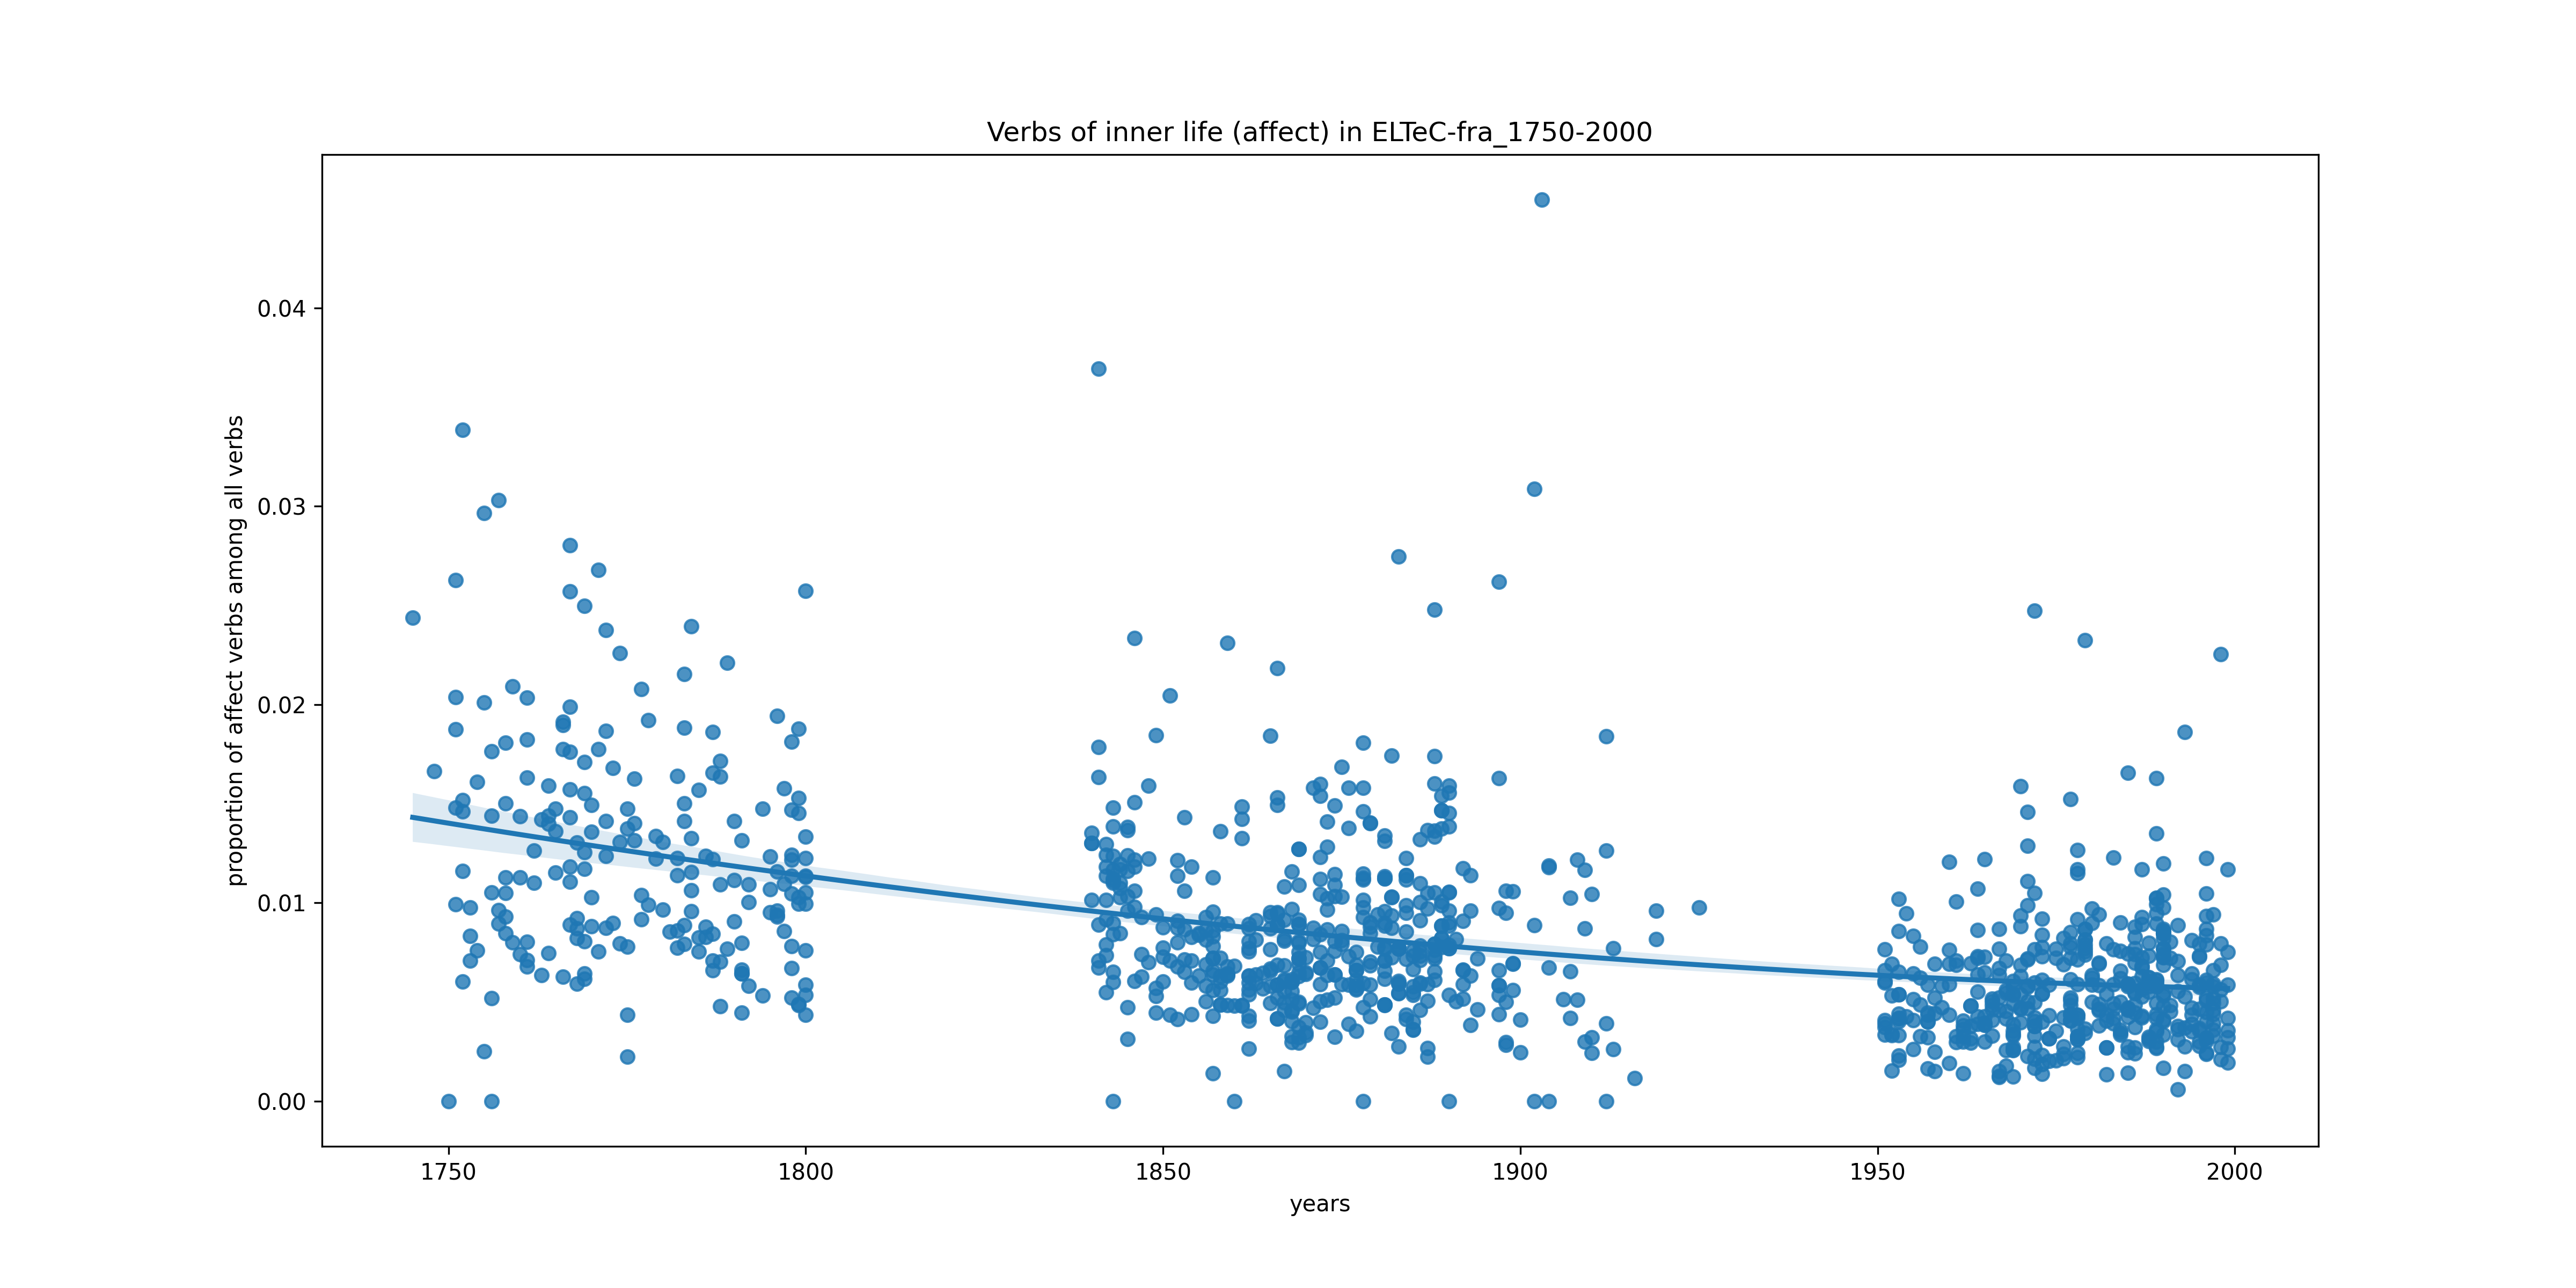 Verbs of inner life (affect) in ELTeC-fra_1750-2000
proportion of affect verbs among all verbs
0.04
0.03
0.02
0.01
0.00
1750 1800 1850 1900 1950 2000
years